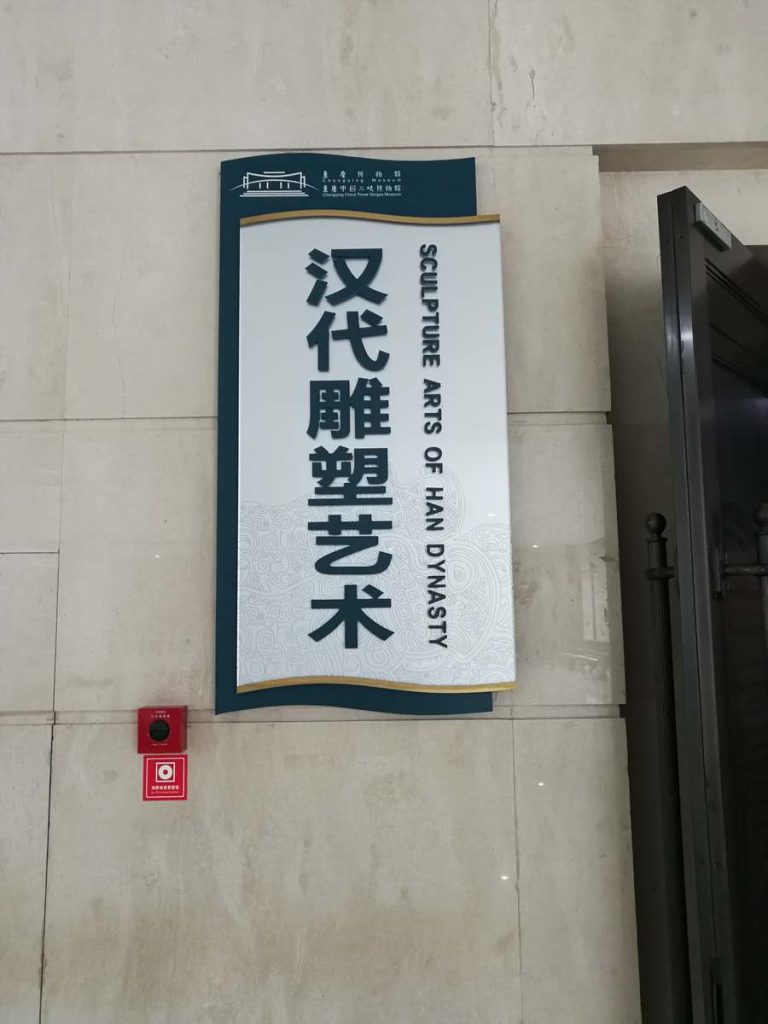 重庆博物馆
Chongqing Museum
重庆中国三峡博物馆
Chongqing China Three Gorges Museum
汉代雕塑艺术
SCULPTURE ARTS OF HAN DYNASTY